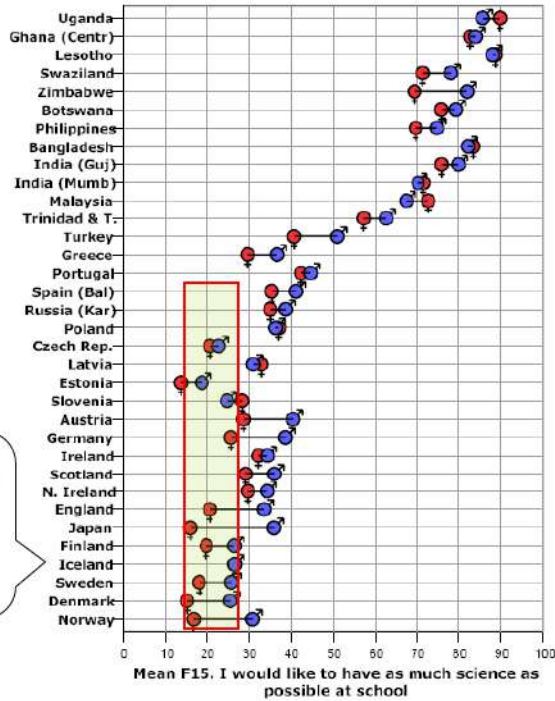 Uganda
Ghana (Centr)
Lesotho
Swaziland
Zimbabwe
Botswana
Philippines
Bangladesh
India (Guj)
India (Mumb)
Malaysia
Trinidad & T.
Turkey
Greece
Portugal
Spain (Bal)
Russia (Kar)
Poland
Czech Rep.
Latvia
Estonia
Slovenia
Austria
Germany
Ireland
Scotland
N. Ireland
England
Japan
Finland
Iceland
Sweden
Denmark
Norway
0 10 20 30 40 50 60 70 80 90 100
Mean F15. I would like to have as much science as
possible at school